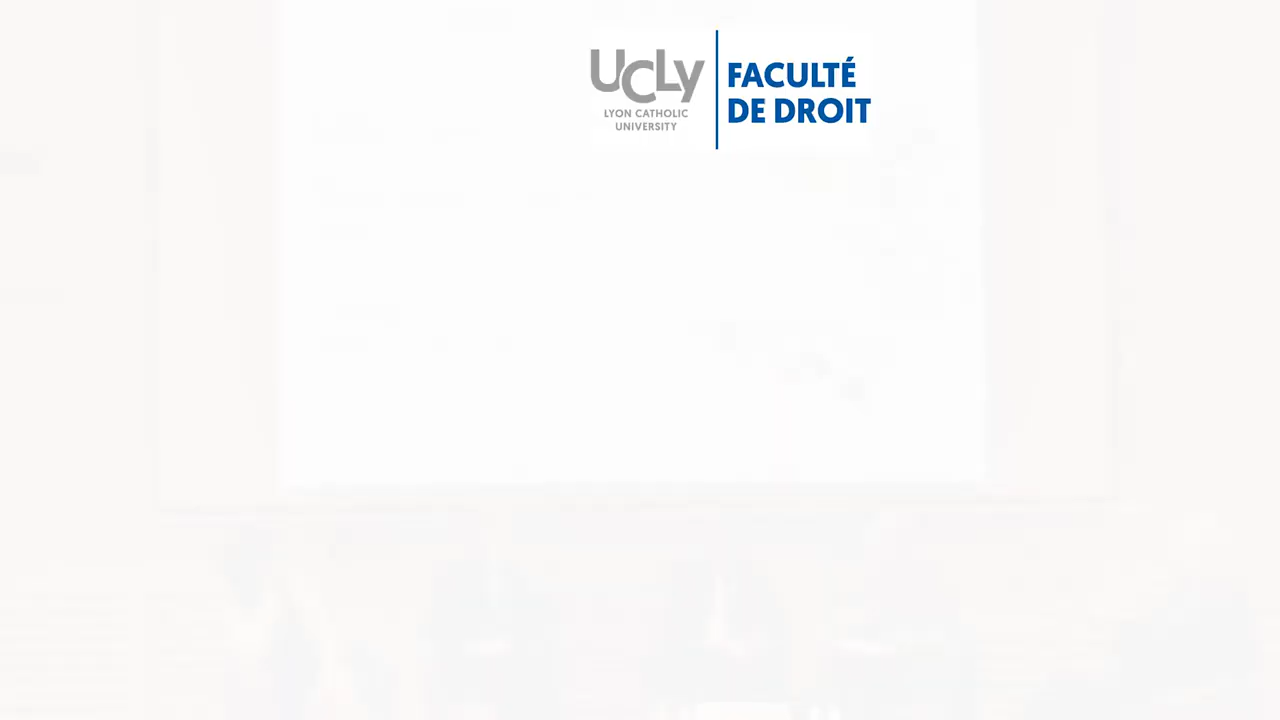 UCLy
LYON CATHOLIC
UNIVERSITY
FACULTÉ
DE DROIT